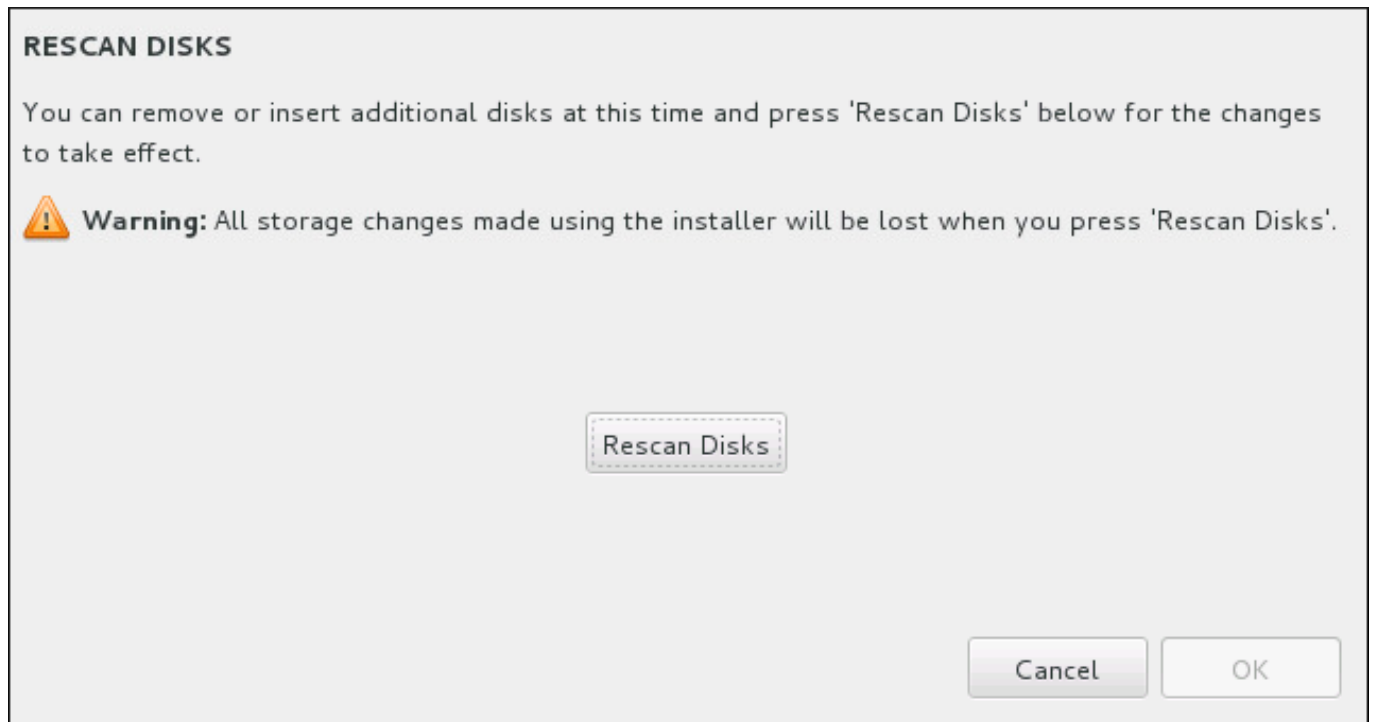 RESCAN DISKS
You can remove or insert additional disks at this time and press 'Rescan Disks' below for the changes
to take effect.
Warning: All storage changes made using the installer will be lost when you press 'Rescan Disks'.
Rescan Disks
Cancel
OK